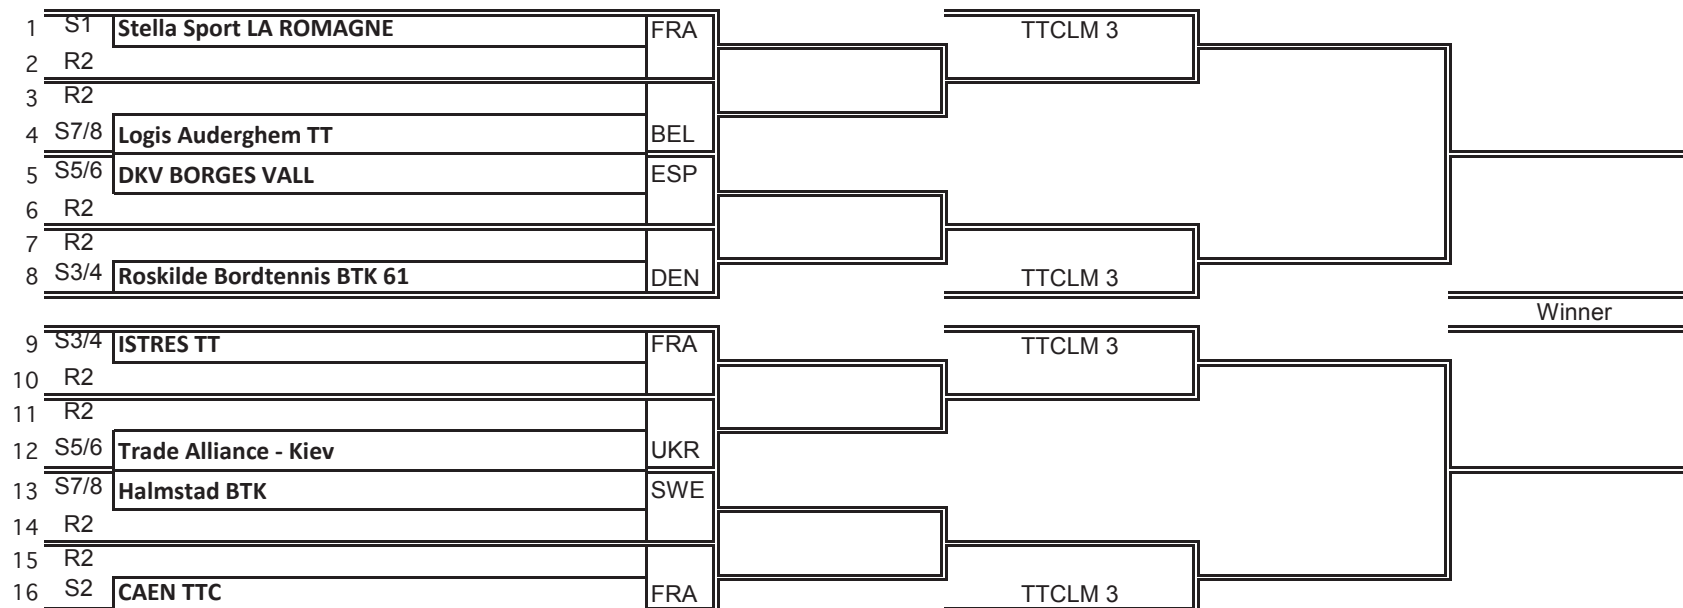 1 S1 Stella Sport LA ROMAGNE FRA TTCLM 3
2 R2
3 R2
4 S7/8 Logis Auderghem TT BEL
5 S5/6 DKV BORGES VALL ESP
6 R2
7 R2
8 S3/4 Roskilde Bordtennis BTK 61 DEN TTCLM 3
Winner
9 S3/4 ISTRES TT FRA TTCLM 3
10 R2
11 R2
12 S5/6 Trade Alliance - Kiev UKR
13 S7/8 Halmstad BTK SWE
14 R2
15 R2
16 S2 CAEN TTC FRA TTCLM 3